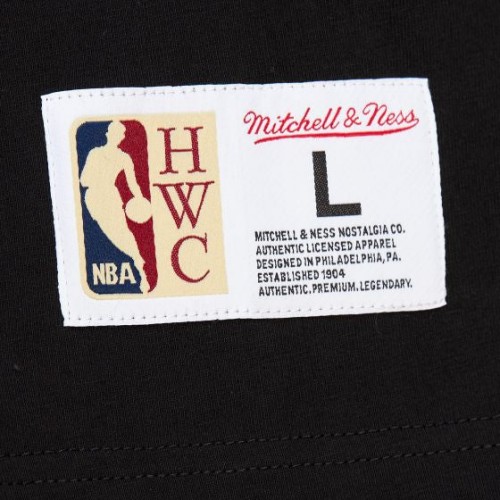 NBA
H
W
C
Mitchell & Ness
L
MITCHELL & NESS NOSTALGIA CO.
AUTHENTIC LICENSED APPAREL
DESIGNED IN PHILADELPHIA, PA.
ESTABLISHED 1904
AUTHENTIC. PREMIUM. LEGENDARY.